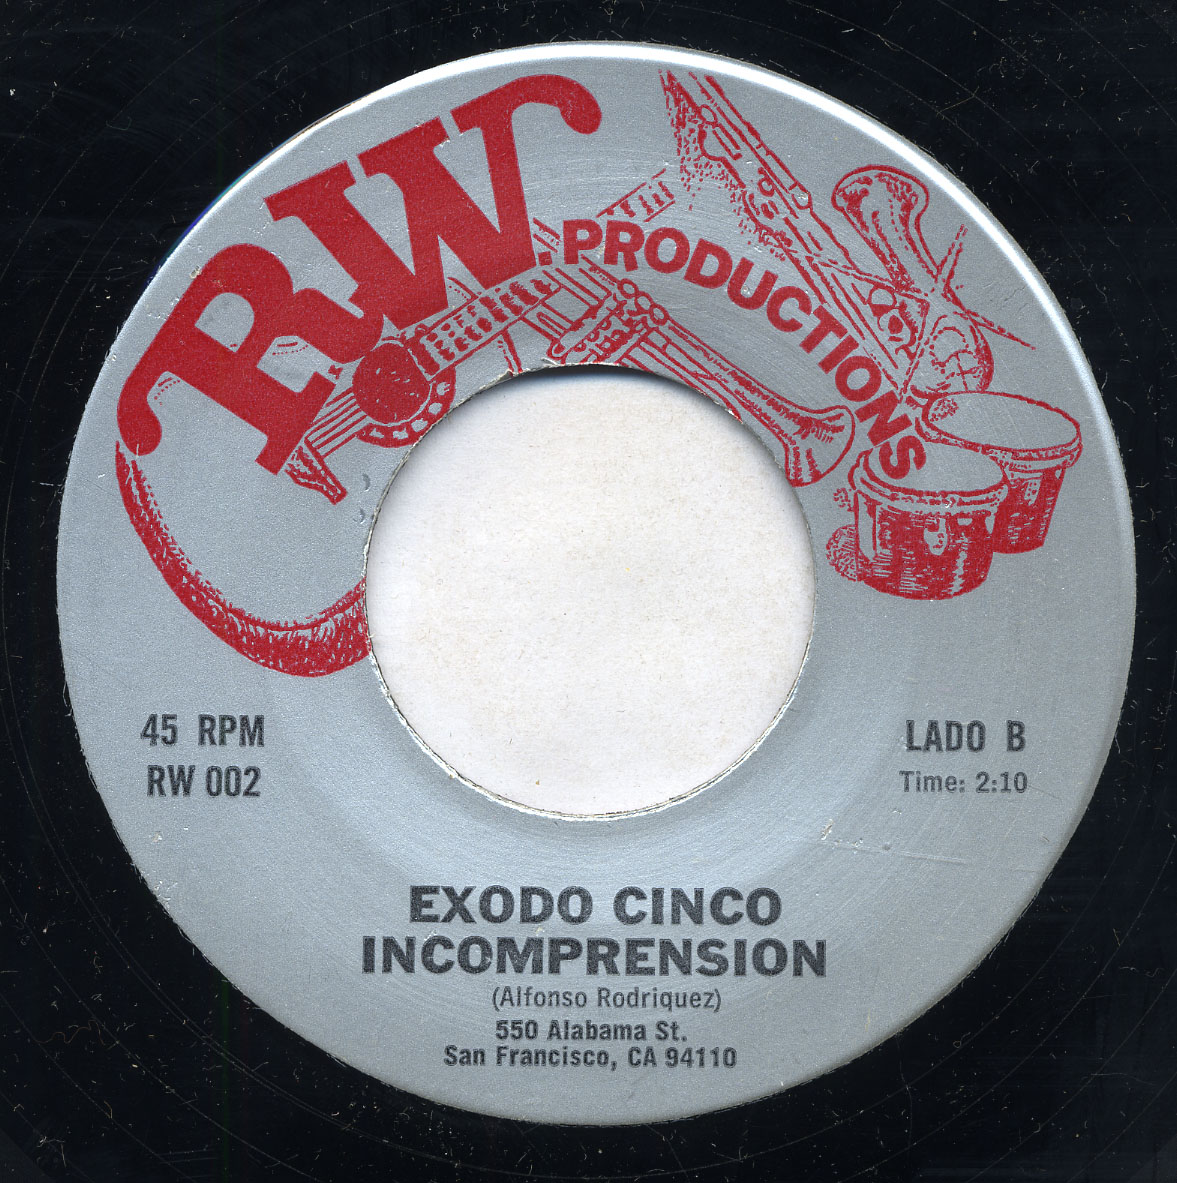 RW.
PRODUCTIONS
45 RPM
RW 002
LADO B
Time: 2:10
EXODO CINCO
INCOMPRENSION
(Alfonso Rodriquez)
550 Alabama St.
San Francisco, CA 94110